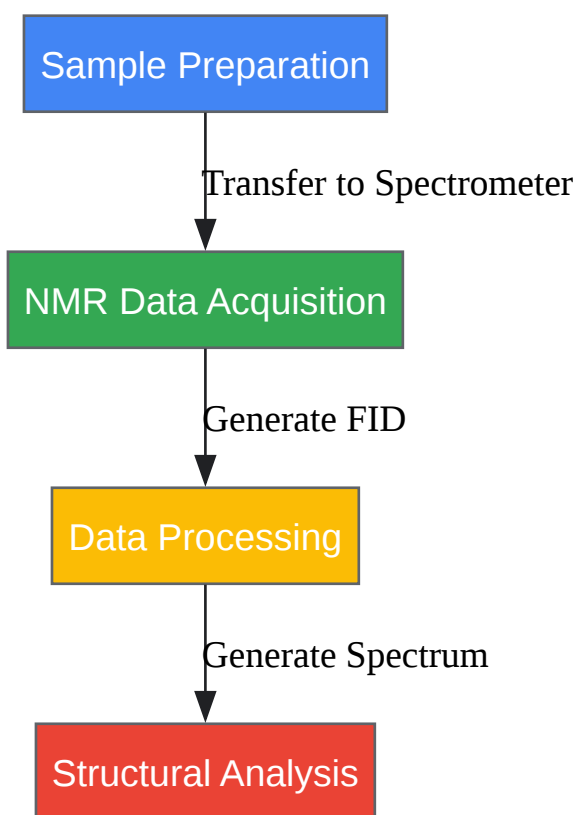 Sample Preparation
Transfer to Spectrometer
NMR Data Acquisition
Generate FID
Data Processing
Generate Spectrum
Structural Analysis